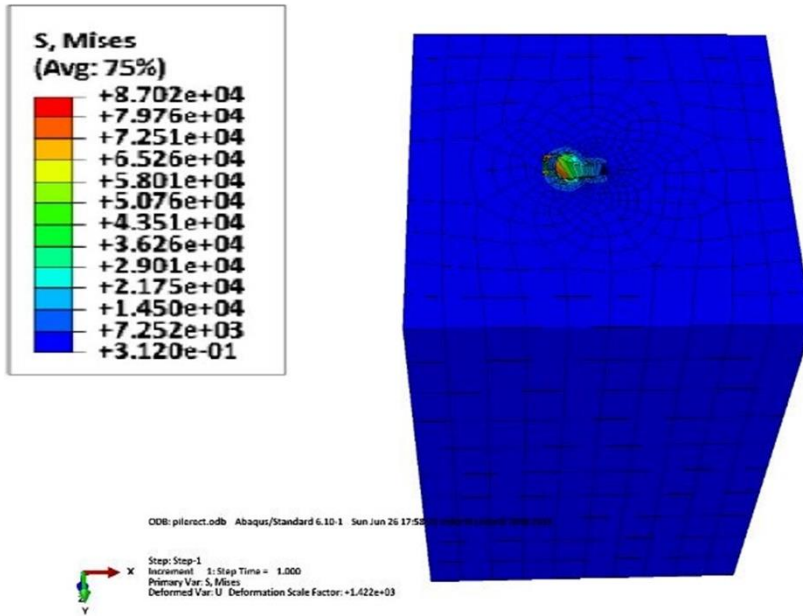 S, Mises
(Avg: 75%)
+8.702e+04
+7.976e+04
+7.251e+04
+6.526e+04
+5.801e+04
+5.076e+04
+4.351e+04
+3.626e+04
+2.901e+04
+2.175e+04
+1.450e+04
+7.252e+03
+3.120e-01
ODB: pilerect.odb Abaqus/Standard 6.10-1 Sun Jun 26
Step: Step-1
Increment 1: Step Time = 1.000
Primary Var: S, Mises
Deformed Var: U Deformation Scale Factor: +1.422e+03
X
Y